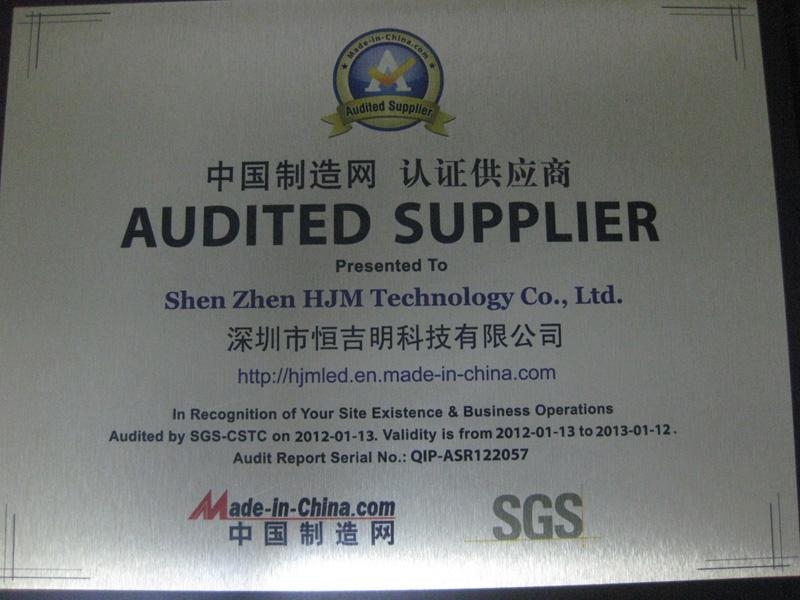 Made-in-China.com
A
Audited Supplier
中国制造网 认证供应商
AUDITED SUPPLIER
Presented To
Shen Zhen HJM Technology Co., Ltd.
深圳市恒吉明科技有限公司
http://hjmled.en.made-in-china.com
In Recognition of Your Site Existence & Business Operations
Audited by SGS-CSTC on 2012-01-13. Validity is from 2012-01-13 to 2013-01-12.
Audit Report Serial No.: QIP-ASR122057
Made-in-China.com
中国制造网
SGS